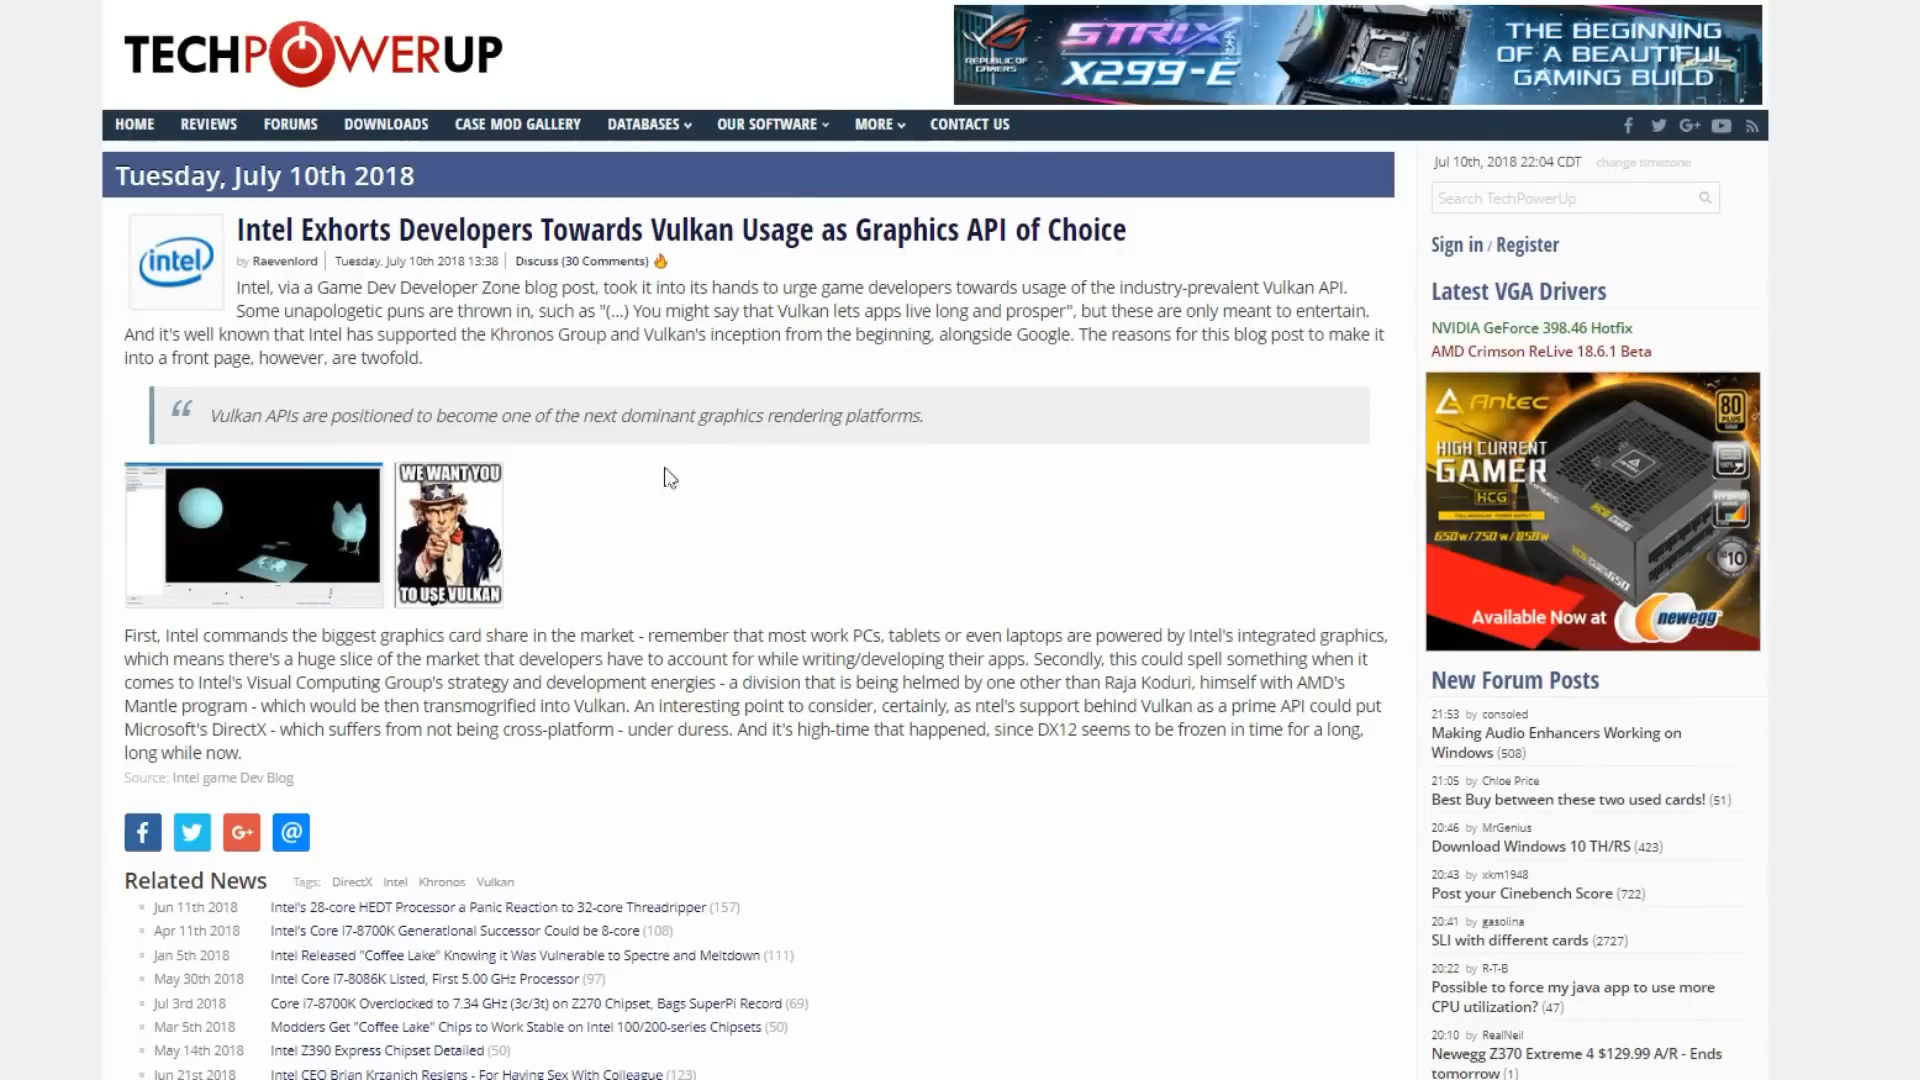 TECHPOWERUP
REPUBLIC OF
GAMERS
STRIX
X299-E
THE BEGINNING
OF A BEAUTIFUL
GAMING BUILD
HOME REVIEWS FORUMS DOWNLOADS CASE MOD GALLERY DATABASES OUR SOFTWARE MORE CONTACT US
Tuesday, July 10th 2018
intel
Intel Exhorts Developers Towards Vulkan Usage as Graphics API of Choice
by Raevenlord | Tuesday, July 10th 2018 13:38 | Discuss (30 Comments)
Intel, via a Game Dev Developer Zone blog post, took it into its hands to urge game developers towards usage of the industry-prevalent Vulkan API.
Some unapologetic puns are thrown in, such as "(...) You might say that Vulkan lets apps live long and prosper", but these are only meant to entertain.
And it's well known that Intel has supported the Khronos Group and Vulkan's inception from the beginning, alongside Google. The reasons for this blog post to make it
into a front page, however, are twofold.
“ Vulkan APIs are positioned to become one of the next dominant graphics rendering platforms.
WE WANT YOU
TO USE VULKAN
First, Intel commands the biggest graphics card share in the market - remember that most work PCs, tablets or even laptops are powered by Intel's integrated graphics,
which means there's a huge slice of the market that developers have to account for while writing/developing their apps. Secondly, this could spell something when it
comes to Intel's Visual Computing Group's strategy and development energies - a division that is being helmed by one other than Raja Koduri, himself with AMD's
Mantle program - which would be then transmogrified into Vulkan. An interesting point to consider, certainly, as ntel's support behind Vulkan as a prime API could put
Microsoft's DirectX - which suffers from not being cross-platform - under duress. And it's high-time that happened, since DX12 seems to be frozen in time for a long,
long while now.
Source: Intel game Dev Blog
f
G+
@
Related News Tags: DirectX Intel Khronos Vulkan
Jun 11th 2018 Intel's 28-core HEDT Processor a Panic Reaction to 32-core Threadripper (157)
Apr 11th 2018 Intel's Core i7-8700K Generational Successor Could be 8-core (108)
Jan 5th 2018 Intel Released "Coffee Lake" Knowing it Was Vulnerable to Spectre and Meltdown (111)
May 30th 2018 Intel Core i7-8086K Listed, First 5.00 GHz Processor (97)
Jul 3rd 2018 Core i7-8700K Overclocked to 7.34 GHz (3c/3t) on Z270 Chipset, Bags SuperPi Record (69)
Mar 5th 2018 Modders Get "Coffee Lake" Chips to Work Stable on Intel 100/200-series Chipsets (50)
May 14th 2018 Intel Z390 Express Chipset Detailed (50)
Jun 21st 2018 Intel CEO Brian Krzanich Resigns - For Having Sex With Colleague (123)
Jul 10th, 2018 22:04 CDT change timezone
Search TechPowerUp
Sign in / Register
Latest VGA Drivers
NVIDIA GeForce 398.46 Hotfix
AMD Crimson ReLive 18.6.1 Beta
Antec
80
HIGH CURRENT
GAMER
HCG
650w/750w/850w
10
Available Now at newegg
New Forum Posts
21:53 by consoled
Making Audio Enhancers Working on
Windows (508)
21:05 by Chloe Price
Best Buy between these two used cards! (51)
20:46 by MrGenius
Download Windows 10 TH/RS (423)
20:43 by xkm1948
Post your Cinebench Score (722)
20:41 by gasolina
SLI with different cards (2727)
20:22 by R-T-B
Possible to force my java app to use more
CPU utilization? (47)
20:10 by RealNeil
Newegg Z370 Extreme 4 $129.99 A/R - Ends
tomorrow (1)